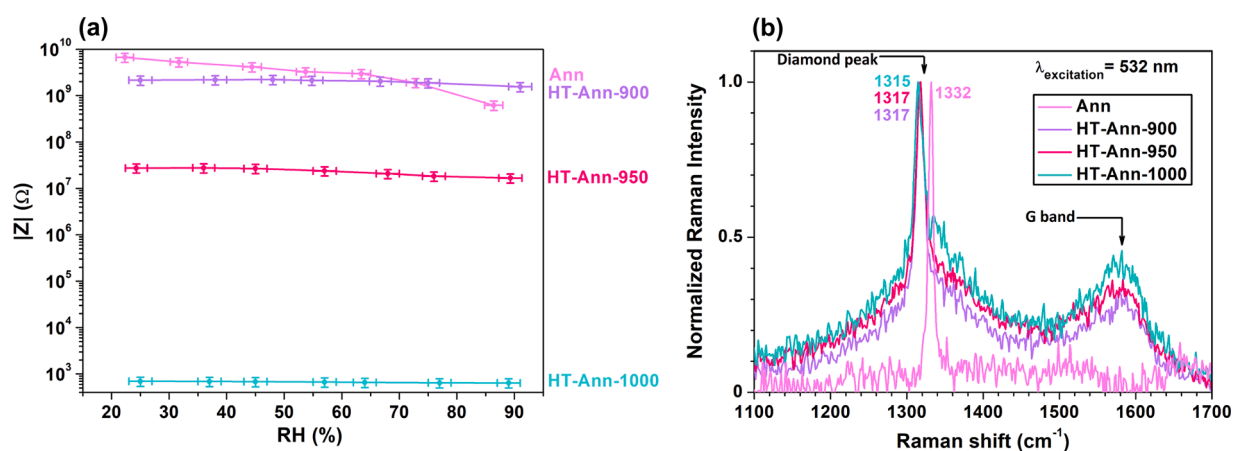 (a)
10^10
10^9
10^8
10^7
10^6
10^5
10^4
10^3
|Z| (Ω)
20 30 40 50 60 70 80 90
RH (%)
Ann
HT-Ann-900
HT-Ann-950
HT-Ann-1000
(b)
Diamond peak
λexcitation = 532 nm
1315
1317
1317
1332
Ann
HT-Ann-900
HT-Ann-950
HT-Ann-1000
G band
1.0
0.5
0
Normalized Raman Intensity
1100 1200 1300 1400 1500 1600 1700
Raman shift (cm⁻¹)